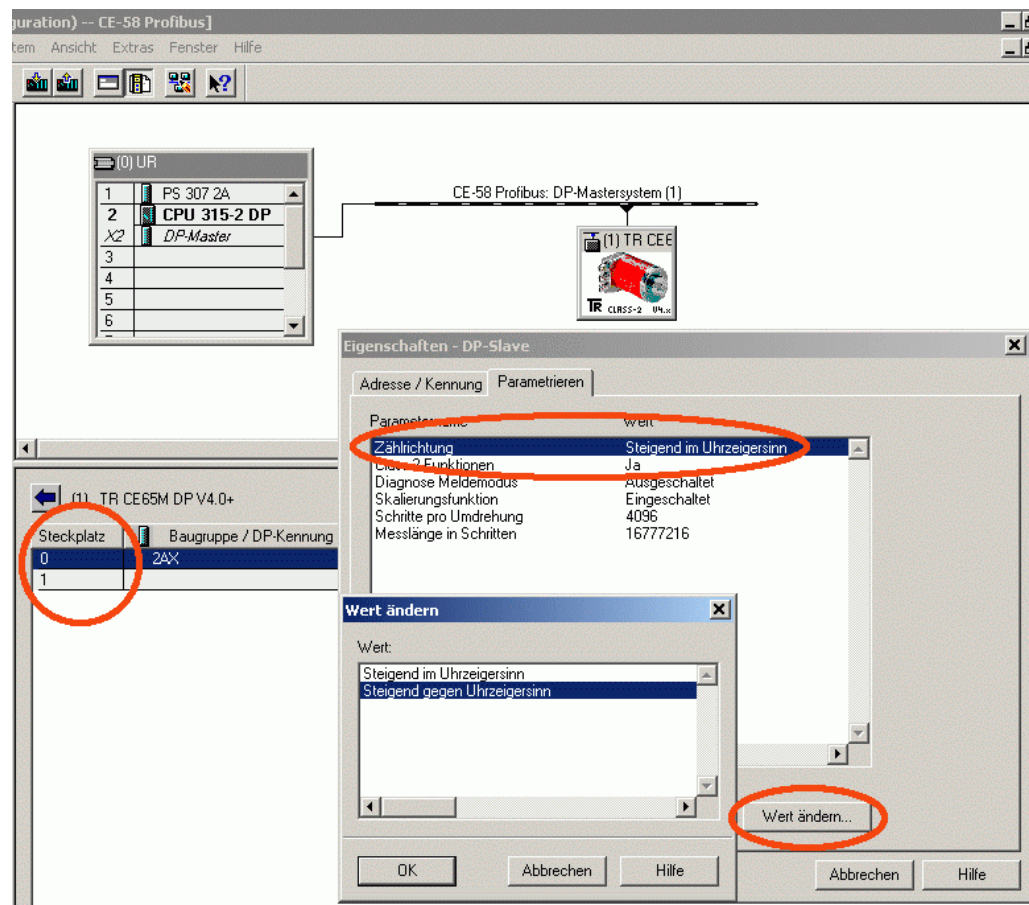 guration) -- CE-58 Profibus]
tem Ansicht Extras Fenster Hilfe
(0) UR
1 PS 307 2A
2 CPU 315-2 DP
X2 DP-Master
3
4
5
6
CE-58 Profibus: DP-Mastersystem (1)
(1) TR CE6
TR CLASS-2 V4.x
Eigenschaften - DP-Slave
Adresse / Kennung Parametrieren
Parametername Wert
Zählrichtung Steigend im Uhrzeigersinn
Class 2 Funktionen Ja
Diagnose Meldemodus Ausgeschaltet
Skalierungsfunktion Eingeschaltet
Schritte pro Umdrehung 4096
Messlänge in Schritten 16777216
(1) TR CE65M DP V4.0+
Steckplatz Baugruppe / DP-Kennung
0 2AX
1
Wert ändern
Wert:
Steigend im Uhrzeigersinn
Steigend gegen Uhrzeigersinn
Wert ändern...
OK Abbrechen Hilfe
Abbrechen Hilfe